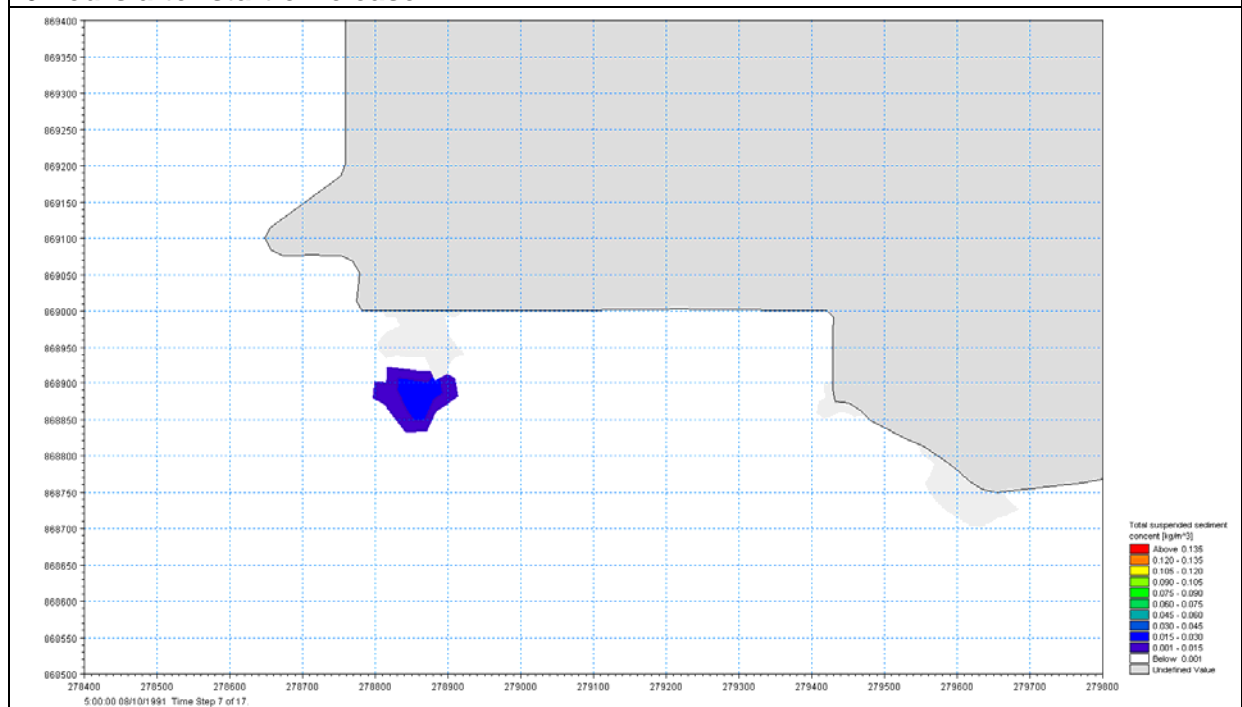 869400
869350
869300
869250
869200
869150
869100
869050
869000
868950
868900
868850
868800
868750
868700
868650
868600
868550
868500
278400 278500 278600 278700 278800 278900 279000 279100 279200 279300 279400 279500 279600 279700 279800
5:00:00 08/10/1991 Time Step 7 of 17.
Total suspended sediment
concent [kg/m^3]
Above 0.135
0.120 - 0.135
0.105 - 0.120
0.090 - 0.105
0.075 - 0.090
0.060 - 0.075
0.045 - 0.060
0.030 - 0.045
0.015 - 0.030
0.001 - 0.015
Below 0.001
Undefined Value